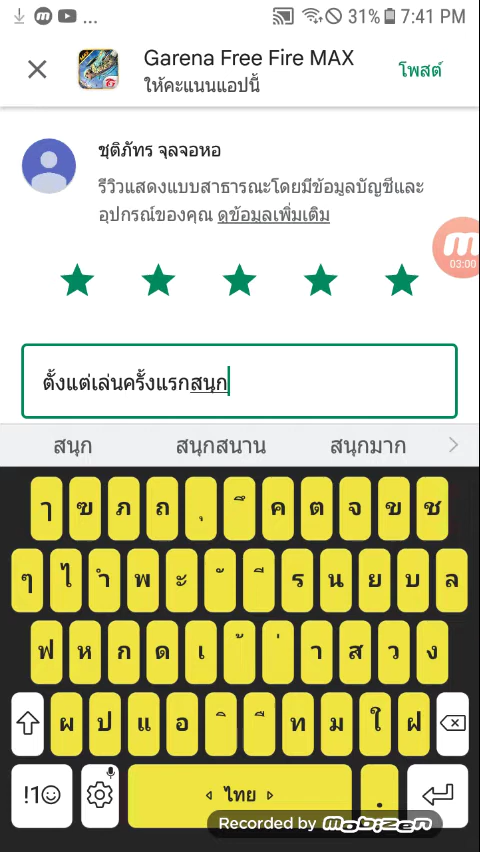 ... 31% 7:41 PM
Garena Free Fire MAX
ให้คะแนนแอปนี้
โพสต์
ชุติภัทร จุลจอหอ
รีวิวแสดงแบบสาธารณะโดยมีข้อมูลบัญชีและ
อุปกรณ์ของคุณ ดูข้อมูลเพิ่มเติม
03:00
ตั้งแต่เล่นครั้งแรกสนุก
สนุก สนุกสนาน สนุกมาก
ๅ ฃ ภ ถ ุ ึ ค ต จ ข ช
ๆ ไ ำ พ ะ ั ี ร น ย บ ล
ฟ ห ก ด เ ้ ่ า ส ว ง
ผ ป แ อ ิ ื ท ม ใ ฝ
!1☺ ไทย .
Recorded by mobizen